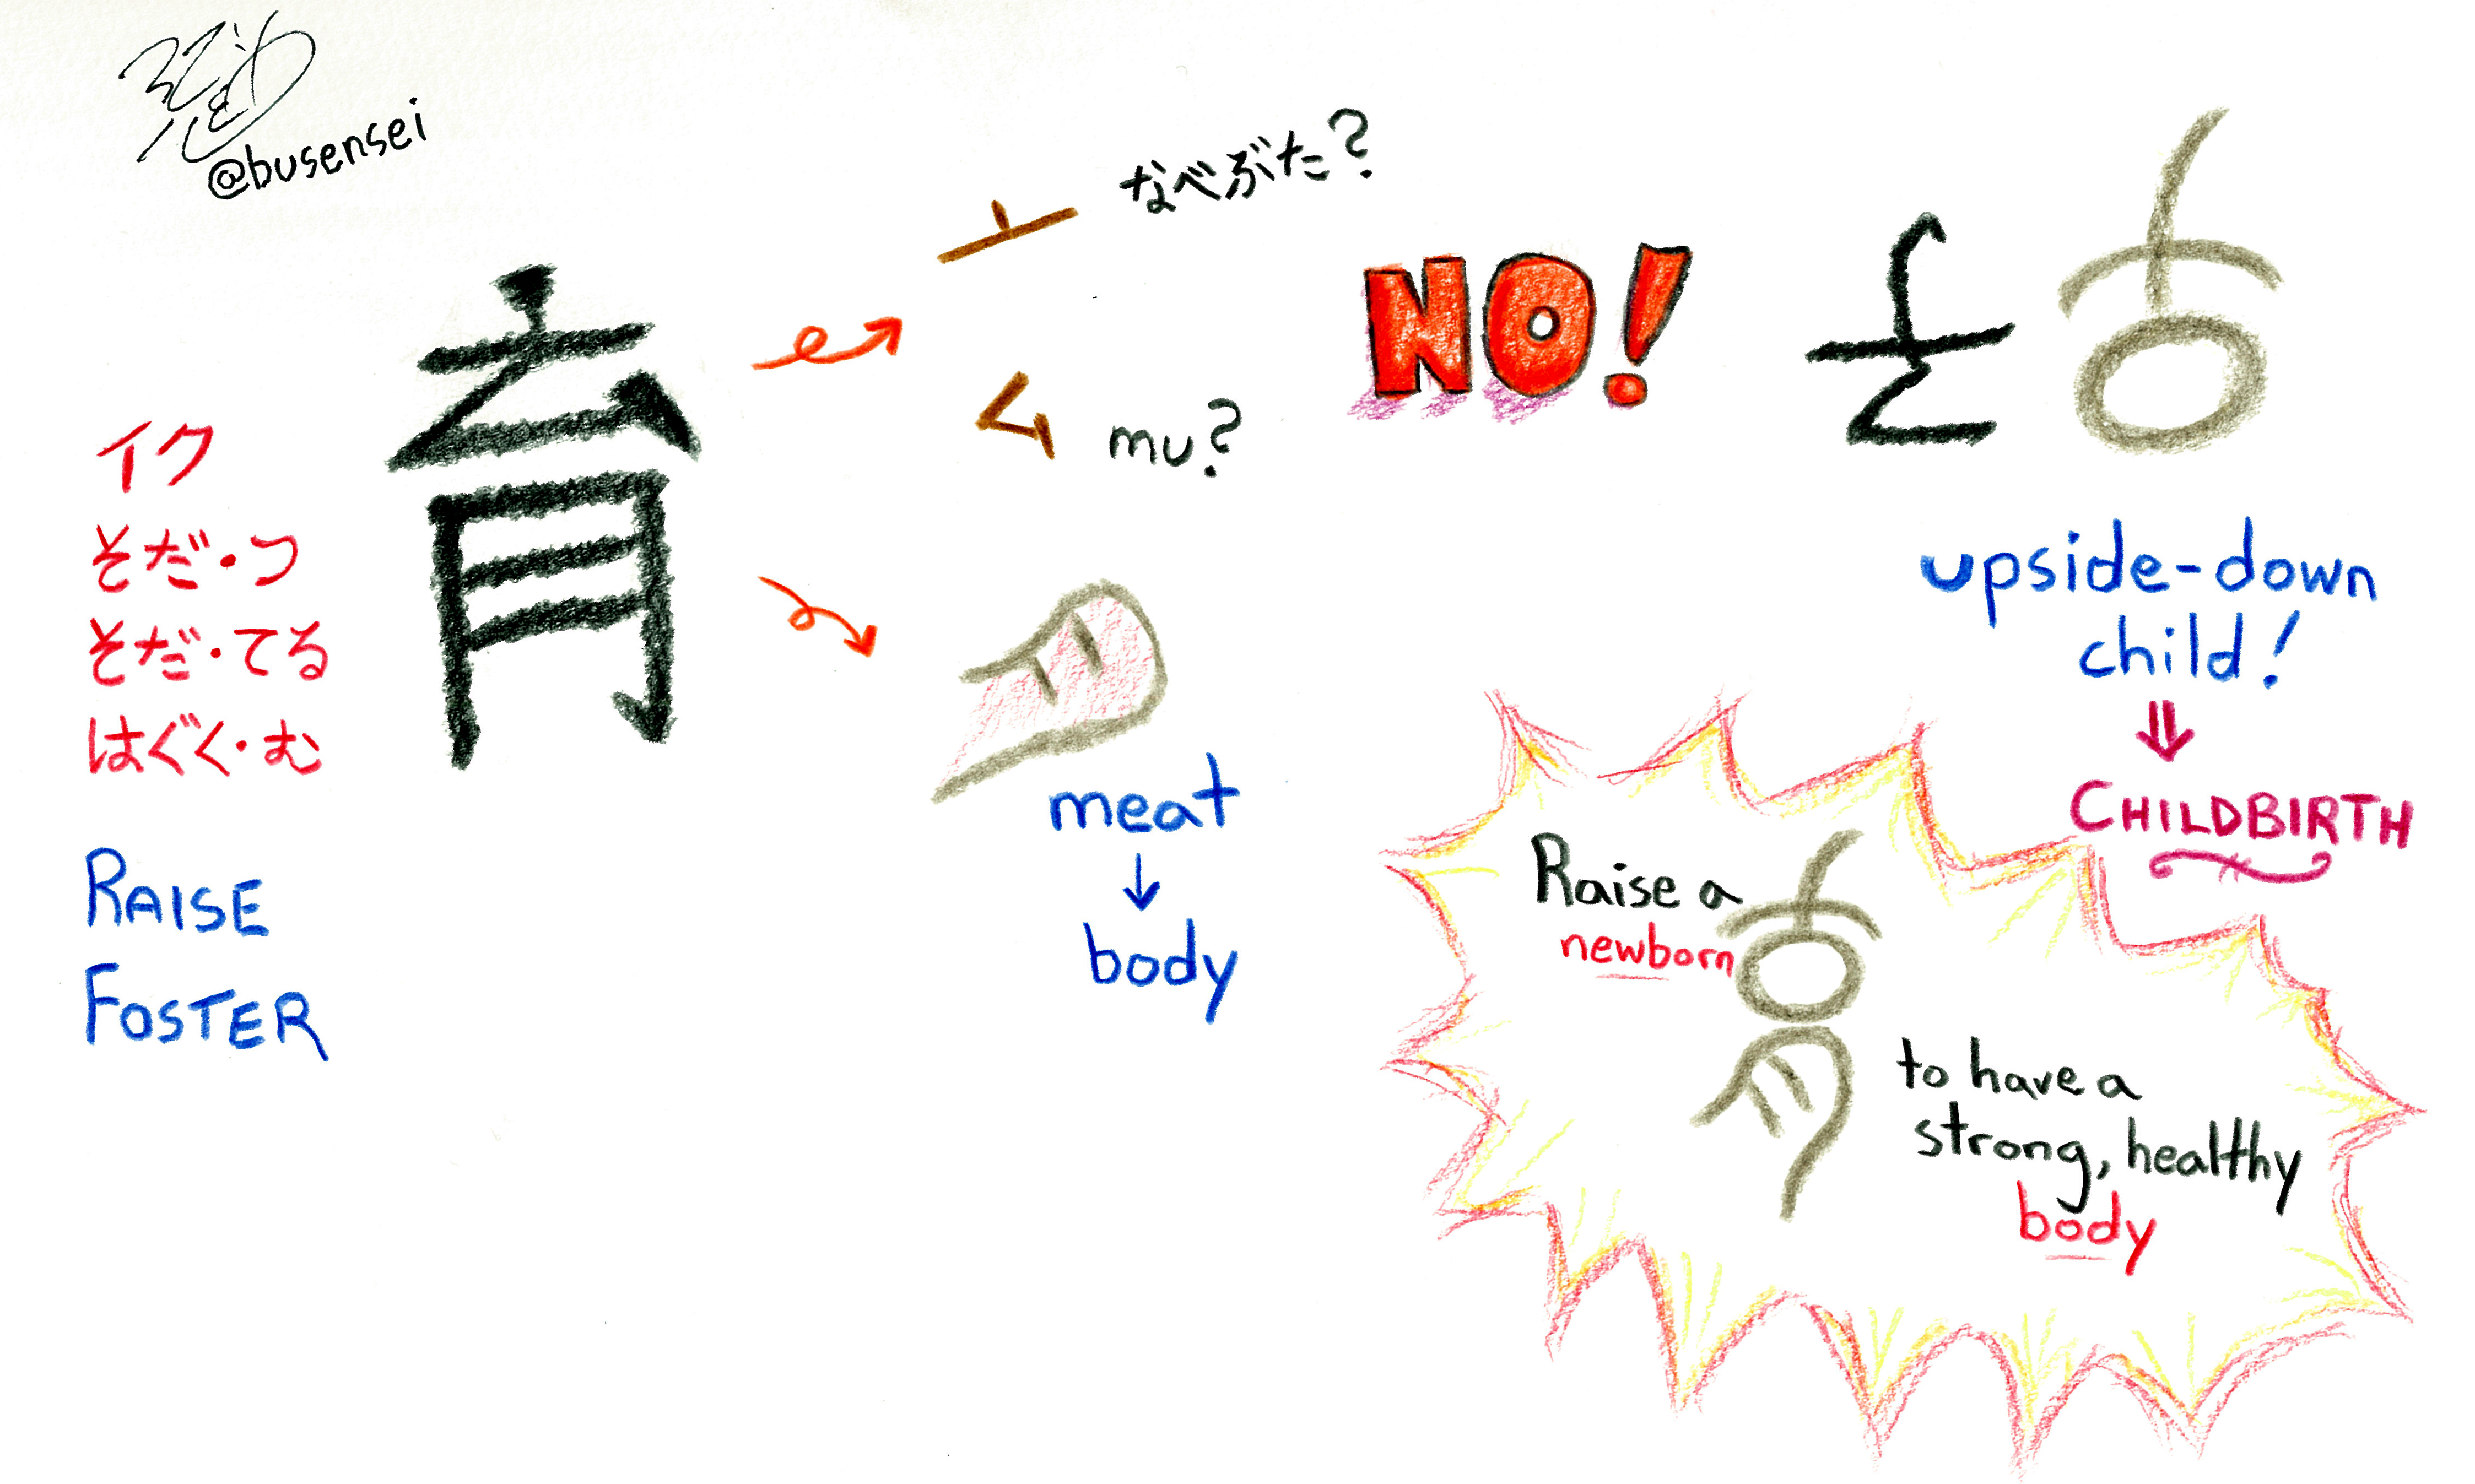 @busensei
育
イク
そだ・つ
そだ・てる
はぐく・む
RAISE
FOSTER
亠 なべぶた?
ム mu?
NO!
meat
↓
body
upside-down
child!
⇓
CHILDBIRTH
Raise a
newborn
to have a
strong, healthy
body